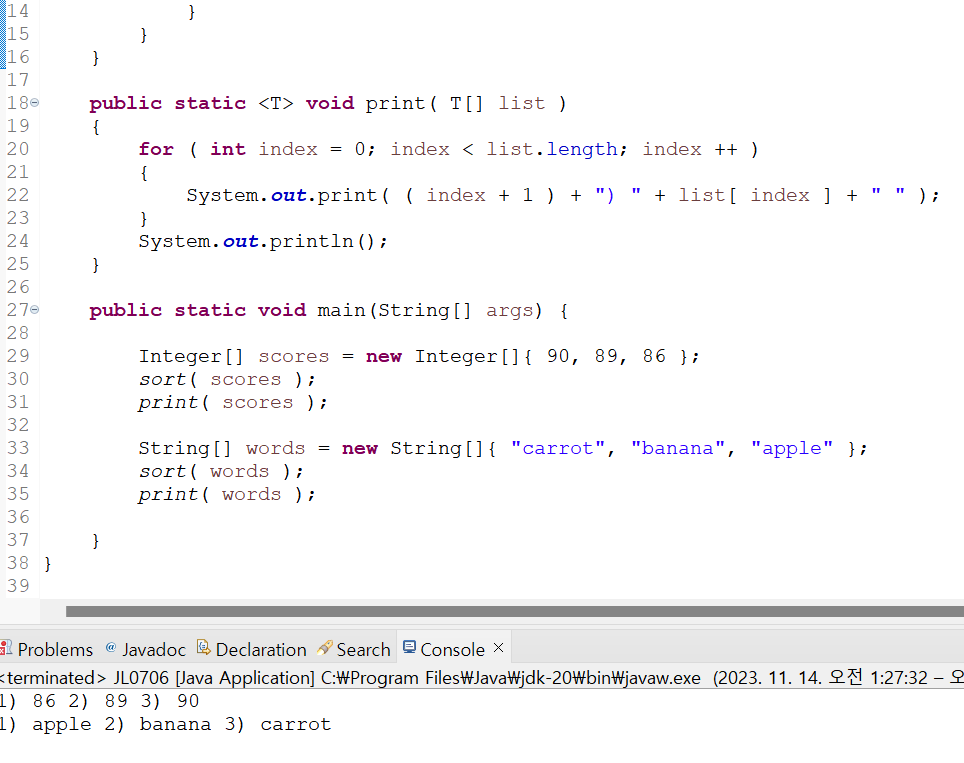 14             }
15         }
16     }
17
18     public static <T> void print( T[] list )
19     {
20         for ( int index = 0; index < list.length; index ++ )
21         {
22             System.out.print( ( index + 1 ) + ") " + list[ index ] + " " );
23         }
24         System.out.println();
25     }
26
27     public static void main(String[] args) {
28
29         Integer[] scores = new Integer[]{ 90, 89, 86 };
30         sort( scores );
31         print( scores );
32
33         String[] words = new String[]{ "carrot", "banana", "apple" };
34         sort( words );
35         print( words );
36
37     }
38 }
39
Problems @ Javadoc Declaration Search Console
<terminated> JL0706 [Java Application] C:₩Program Files₩Java₩jdk-20₩bin₩javaw.exe (2023. 11. 14. 오전 1:27:32 – 오
1) 86 2) 89 3) 90
1) apple 2) banana 3) carrot